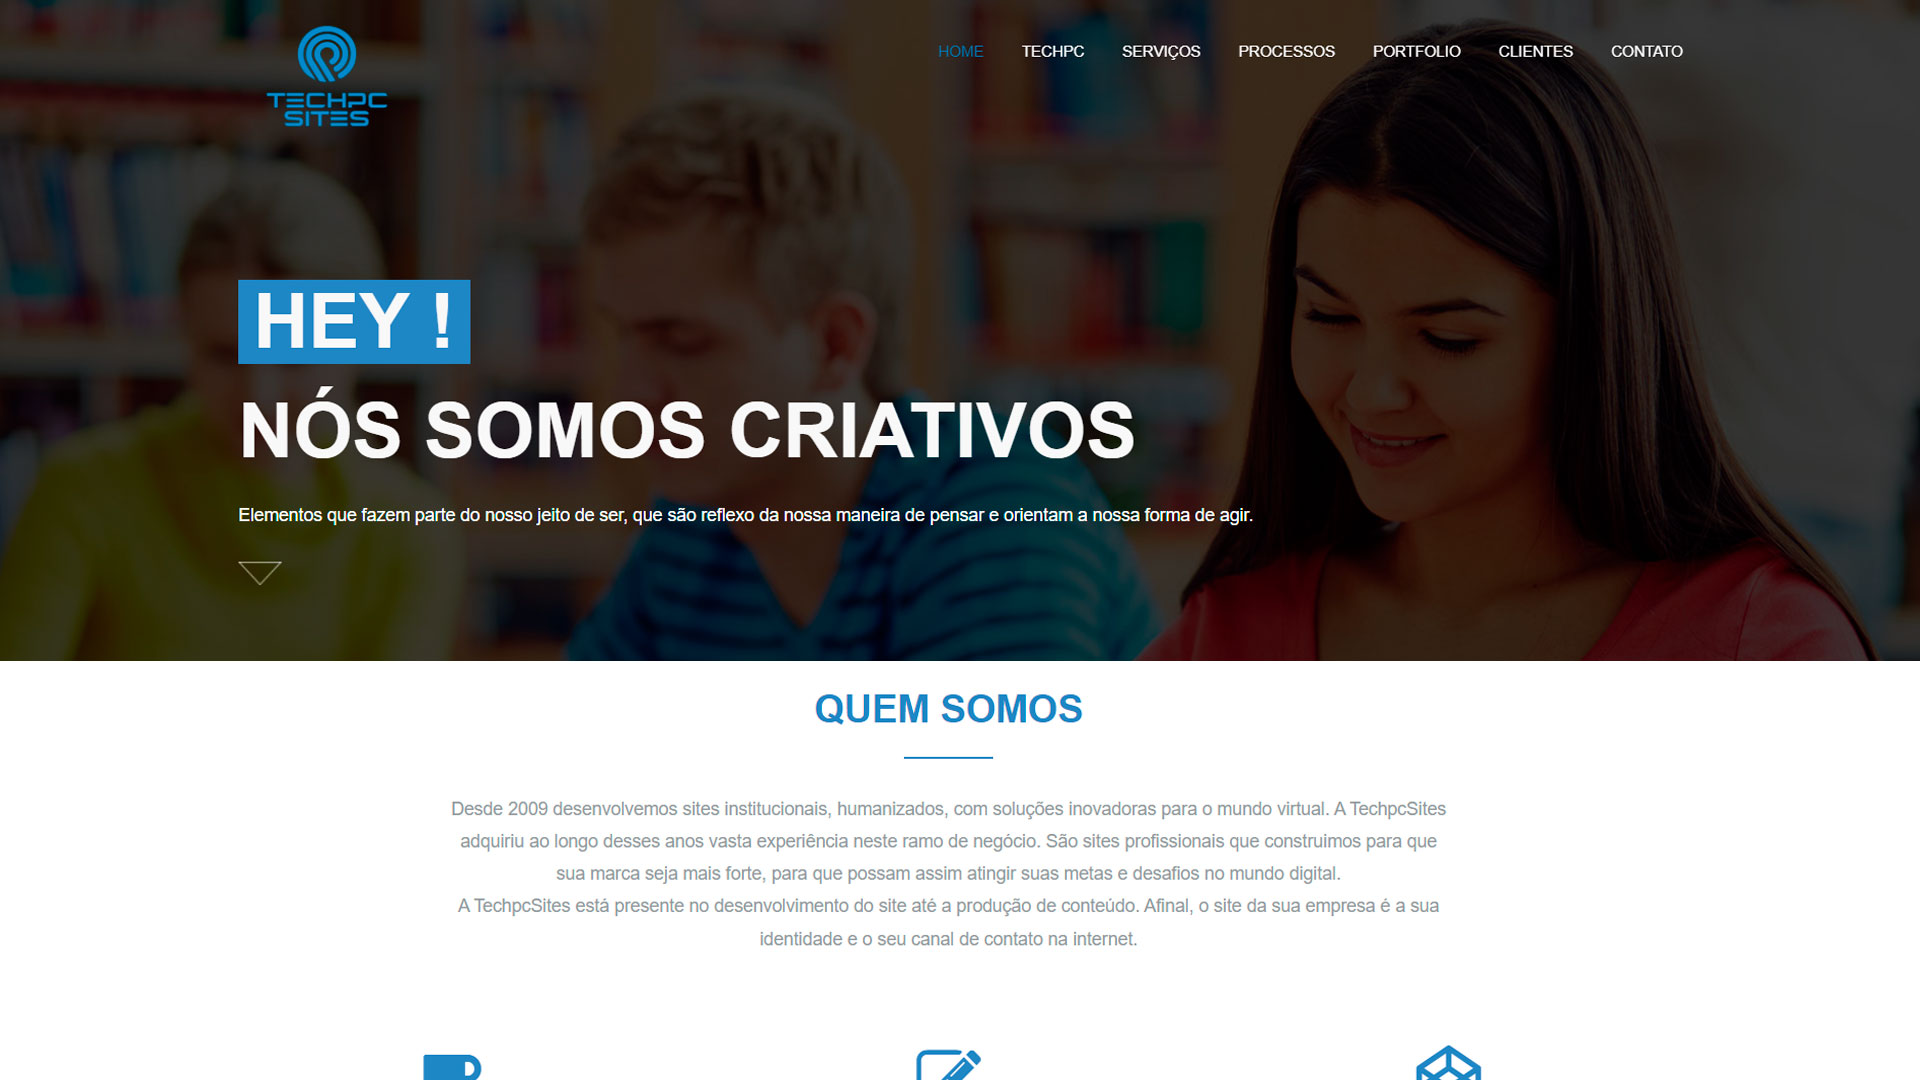 TECHPC
SITES
HOME TECHPC SERVIÇOS PROCESSOS PORTFOLIO CLIENTES CONTATO
HEY !
NÓS SOMOS CRIATIVOS
Elementos que fazem parte do nosso jeito de ser, que são reflexo da nossa maneira de pensar e orientam a nossa forma de agir.
QUEM SOMOS
Desde 2009 desenvolvemos sites institucionais, humanizados, com soluções inovadoras para o mundo virtual. A TechpcSites
adquiriu ao longo desses anos vasta experiência neste ramo de negócio. São sites profissionais que construimos para que
sua marca seja mais forte, para que possam assim atingir suas metas e desafios no mundo digital.
A TechpcSites está presente no desenvolvimento do site até a produção de conteúdo. Afinal, o site da sua empresa é a sua
identidade e o seu canal de contato na internet.